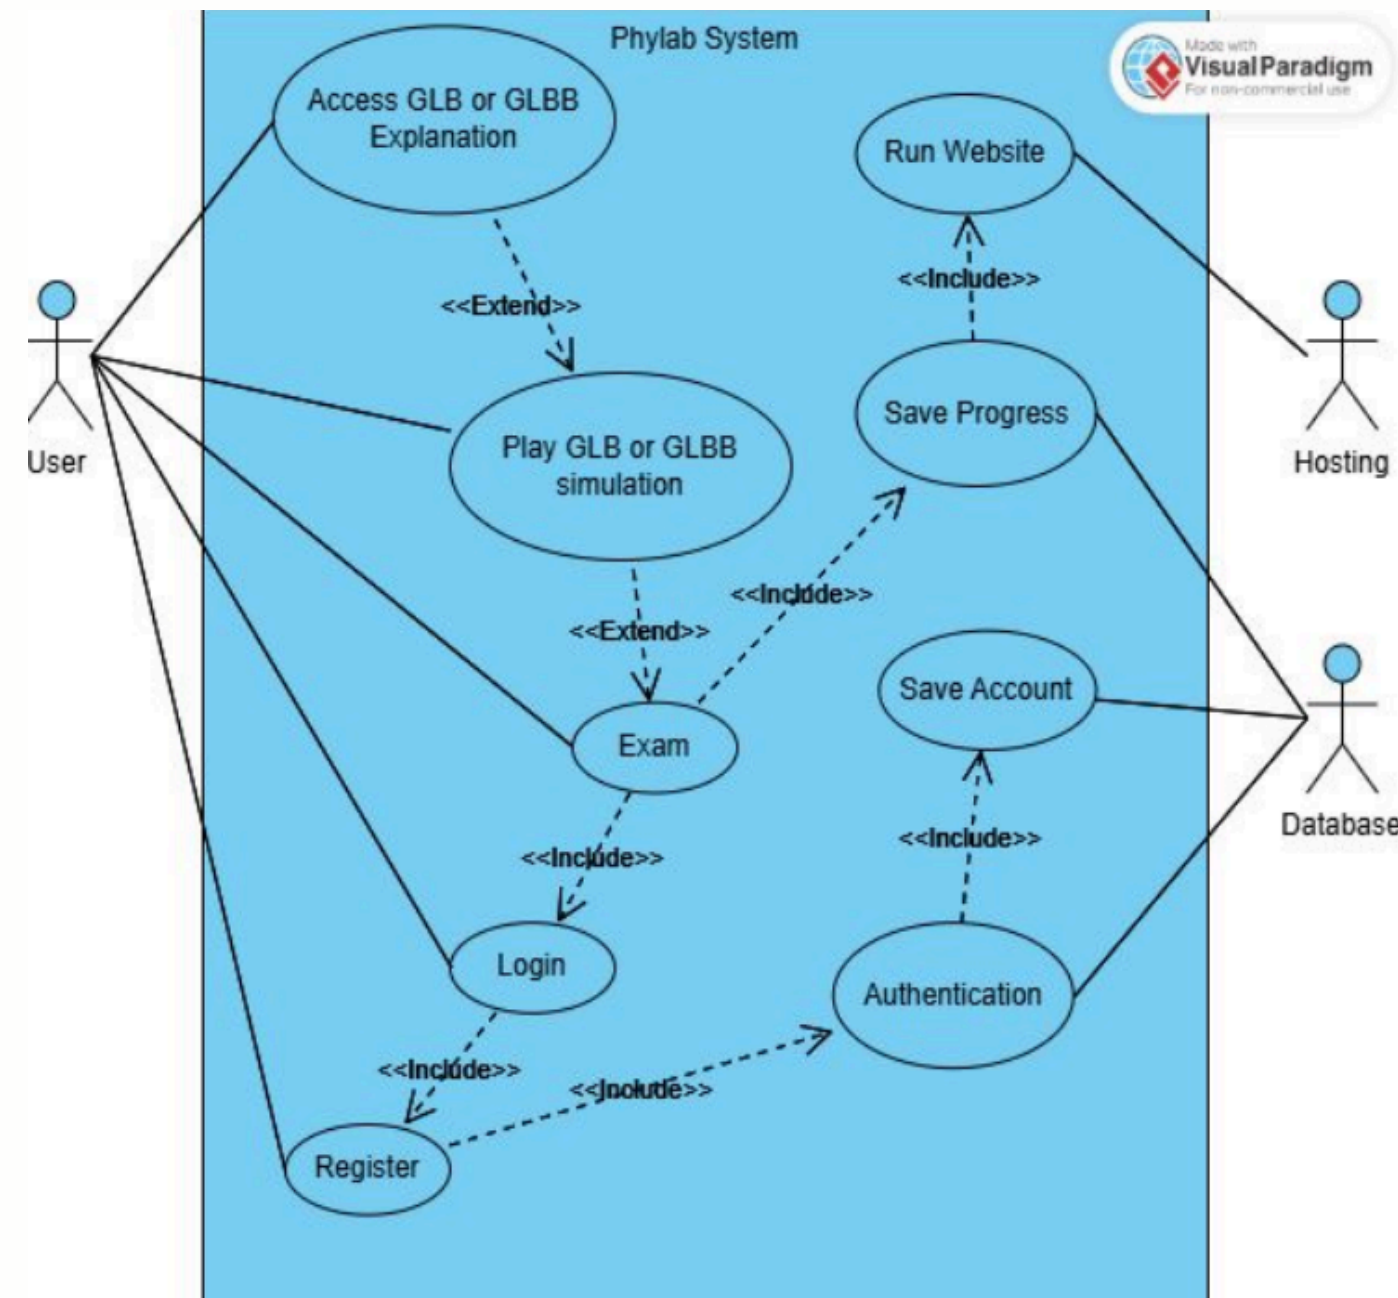 Phylab System
Made with
Visual Paradigm
For non-commercial use
Access GLB or GLBB
Explanation
Run Website
<<Include>>
<<Extend>>
Save Progress
Play GLB or GLBB
simulation
User
Hosting
<<Include>>
<<Extend>>
Save Account
Exam
Database
<<Include>>
<<Include>>
Login
Authentication
<<Include>>
<<Include>>
Register